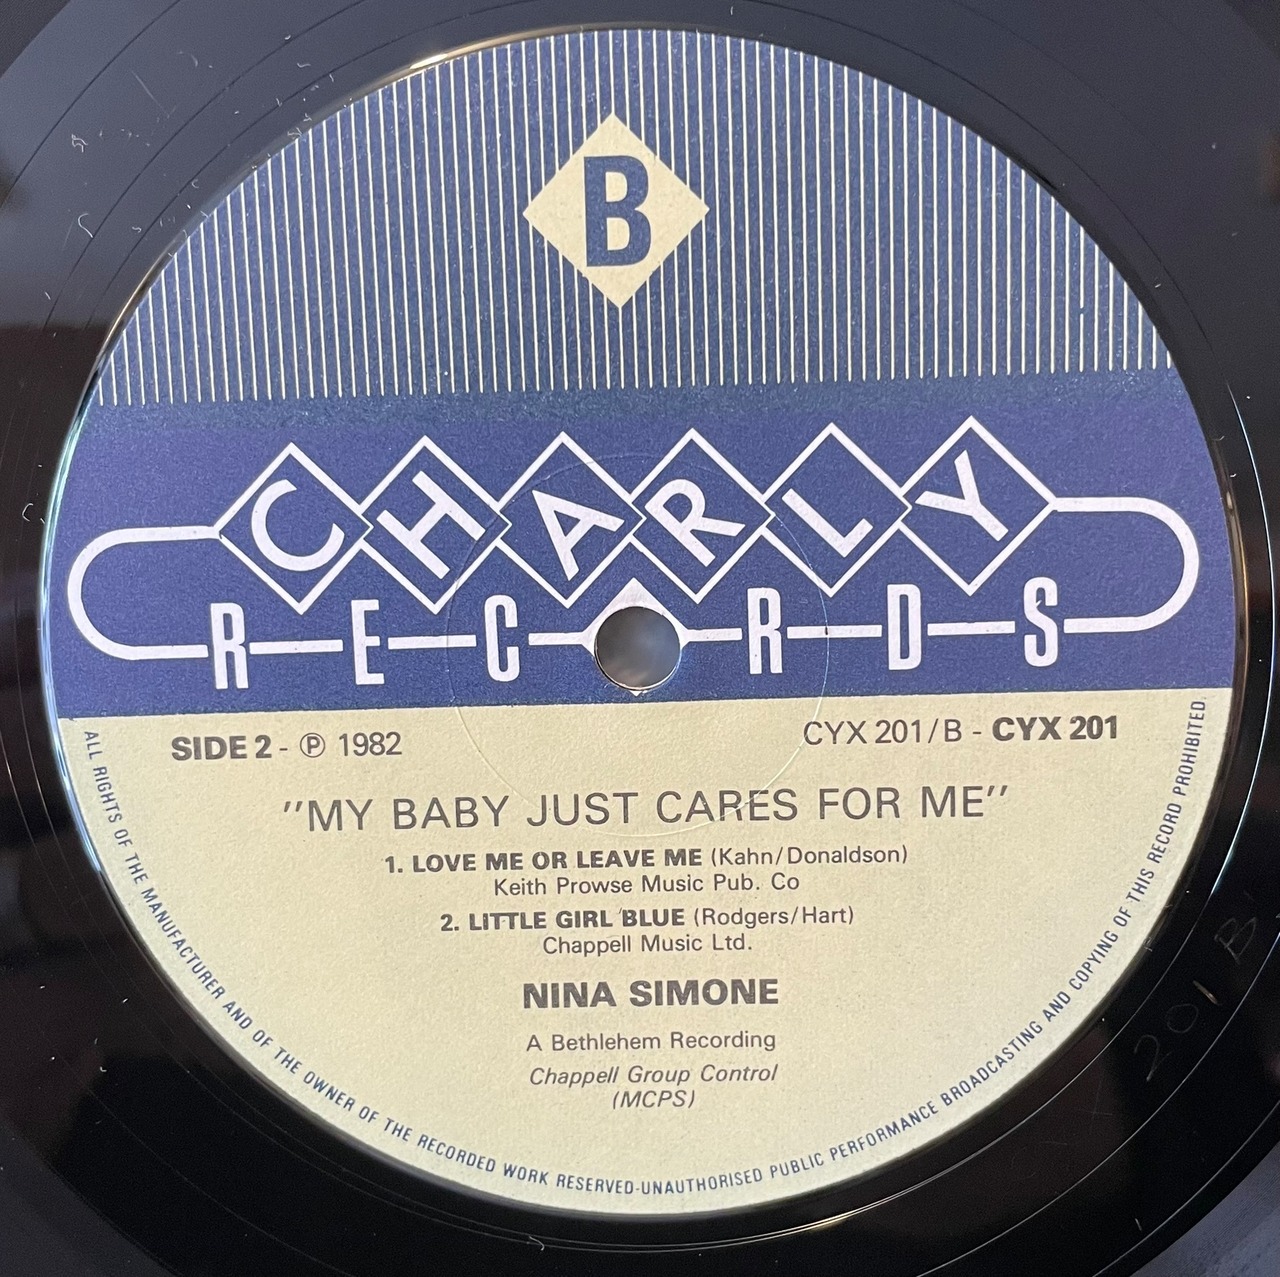 B
CHARLY
RECORDS
SIDE 2 - ℗ 1982
CYX 201/B - CYX 201
"MY BABY JUST CARES FOR ME"
1. LOVE ME OR LEAVE ME (Kahn/Donaldson)
Keith Prowse Music Pub. Co
2. LITTLE GIRL BLUE (Rodgers/Hart)
Chappell Music Ltd.
NINA SIMONE
A Bethlehem Recording
Chappell Group Control
(MCPS)
ALL RIGHTS OF THE MANUFACTURER AND OF THE OWNER OF THE RECORDED WORK RESERVED-UNAUTHORISED PUBLIC PERFORMANCE BROADCASTING AND COPYING OF THIS RECORD PROHIBITED.
201 B